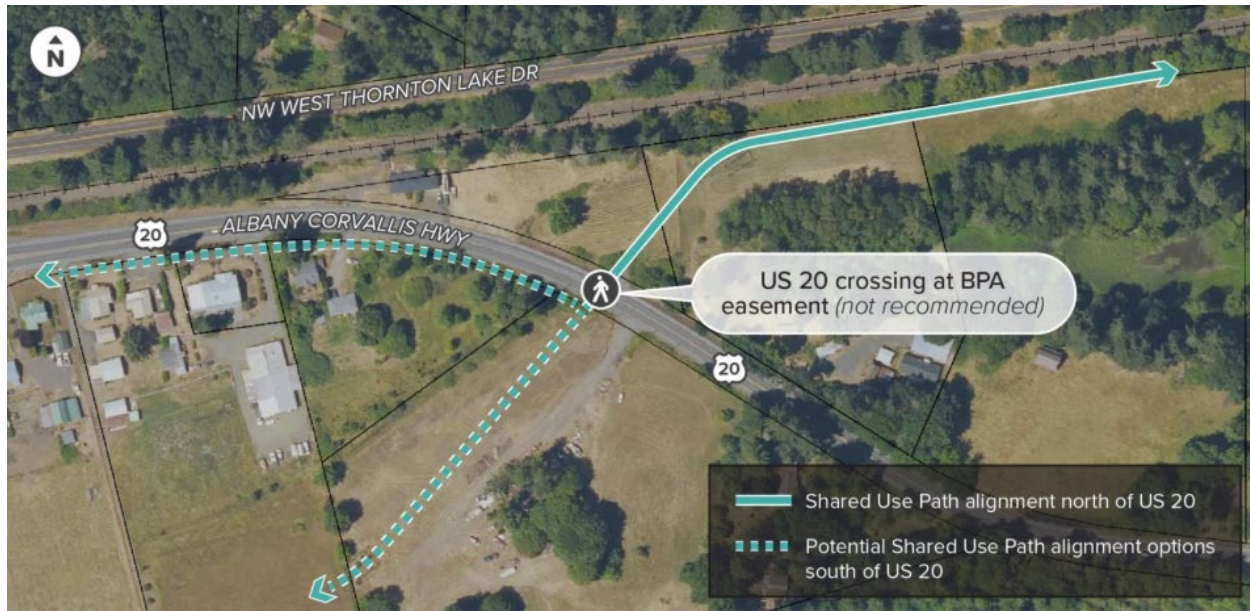 N
NW WEST THORNTON LAKE DR
20
ALBANY CORVALLIS HWY
US 20 crossing at BPA
easement (not recommended)
20
Shared Use Path alignment north of US 20
Potential Shared Use Path alignment options
south of US 20